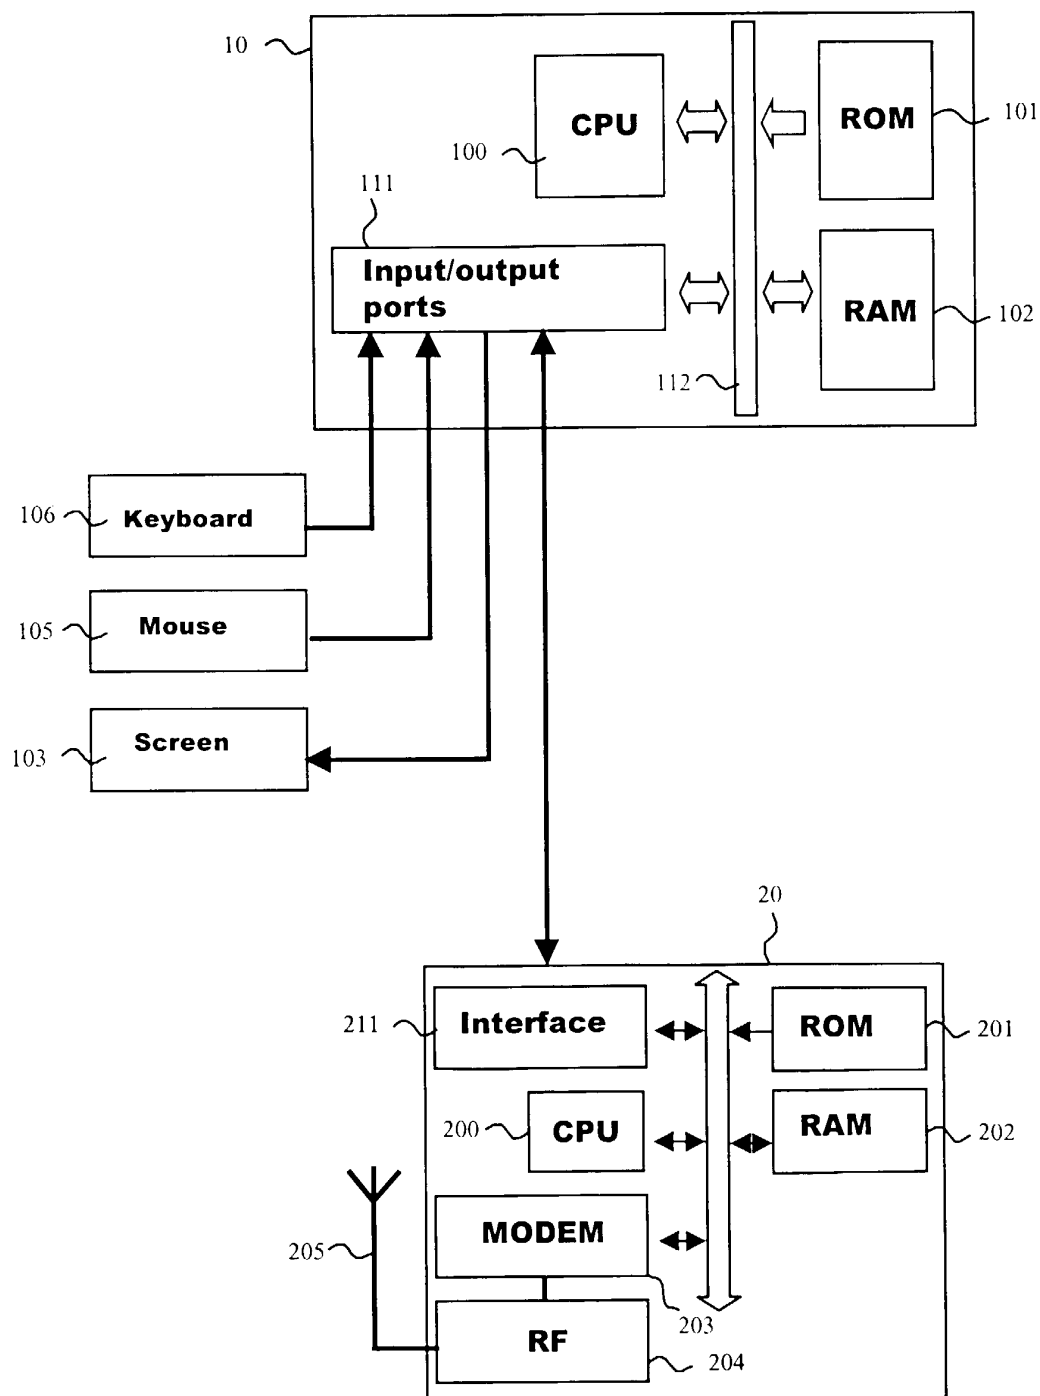 10
CPU
100
ROM
101
111
Input/output
ports
RAM
102
112
106
Keyboard
105
Mouse
103
Screen
20
211
Interface
ROM
201
200
CPU
RAM
202
205
MODEM
203
RF
204